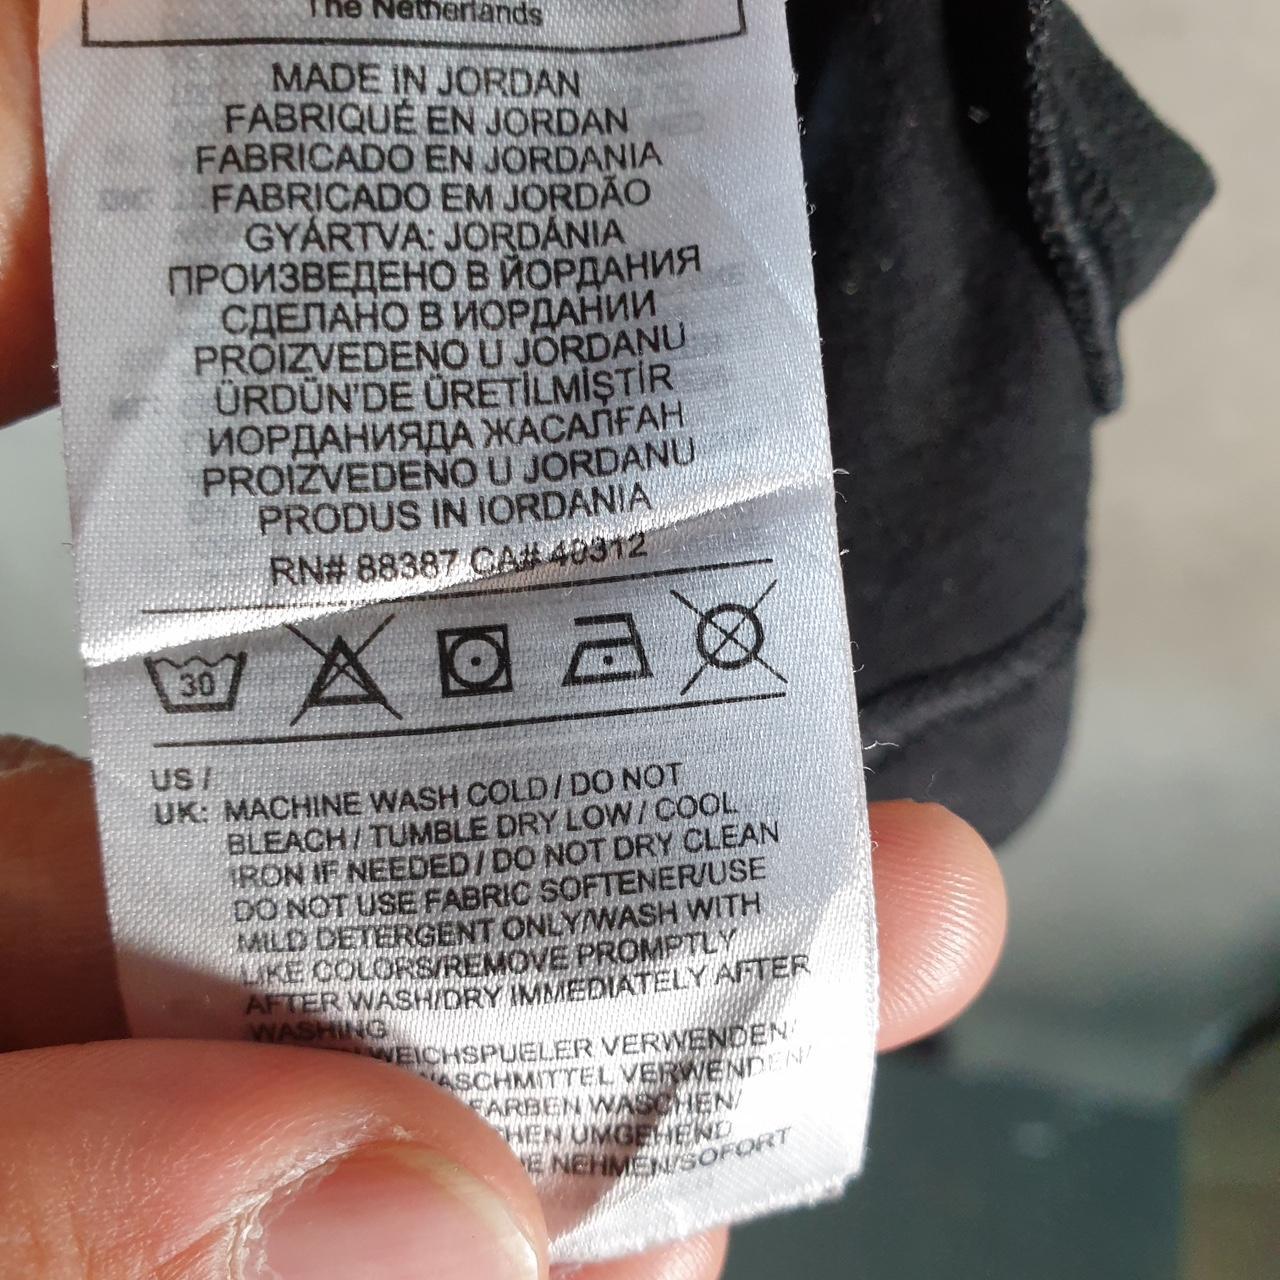 The Netherlands
MADE IN JORDAN
FABRIQUÉ EN JORDAN
FABRICADO EN JORDANIA
FABRICADO EM JORDÃO
GYÁRTVA: JORDÁNIA
ПРОИЗВЕДЕНО В ЙОРДАНИЯ
СДЕЛАНО В ИОРДАНИИ
PROIZVEDENO U JORDANU
ÜRDÜN'DE ÜRETİLMİŞTİR
ИОРДАНИЯДА ЖАСАЛҒАН
PROIZVEDENO U JORDANU
PRODUS IN IORDANIA
RN# 88387 CA# 40312
30
US /
UK: MACHINE WASH COLD / DO NOT
BLEACH / TUMBLE DRY LOW / COOL
IRON IF NEEDED / DO NOT DRY CLEAN
DO NOT USE FABRIC SOFTENER/USE
MILD DETERGENT ONLY/WASH WITH
LIKE COLORS/REMOVE PROMPTLY
AFTER WASH/DRY IMMEDIATELY AFTER
WASHING
WEICHSPUELER VERWENDEN/
WASCHMITTEL VERWENDEN/
FARBEN WASCHEN/
UMGEHEND
NEHMEN/SOFORT